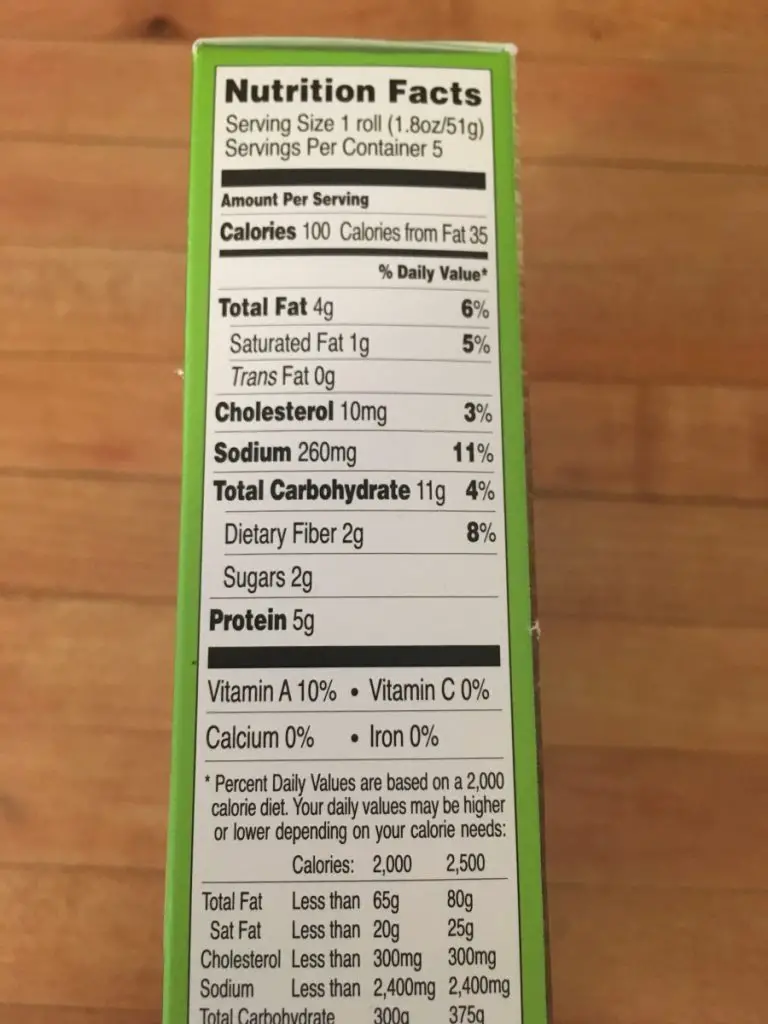 Nutrition Facts
Serving Size 1 roll (1.8oz/51g)
Servings Per Container 5
Amount Per Serving
Calories 100 Calories from Fat 35
% Daily Value*
Total Fat 4g 6%
Saturated Fat 1g 5%
Trans Fat 0g
Cholesterol 10mg 3%
Sodium 260mg 11%
Total Carbohydrate 11g 4%
Dietary Fiber 2g 8%
Sugars 2g
Protein 5g
Vitamin A 10% • Vitamin C 0%
Calcium 0% • Iron 0%
* Percent Daily Values are based on a 2,000
calorie diet. Your daily values may be higher
or lower depending on your calorie needs:
Calories: 2,000 2,500
Total Fat Less than 65g 80g
Sat Fat Less than 20g 25g
Cholesterol Less than 300mg 300mg
Sodium Less than 2,400mg 2,400mg
Total Carbohydrate 300g 375g